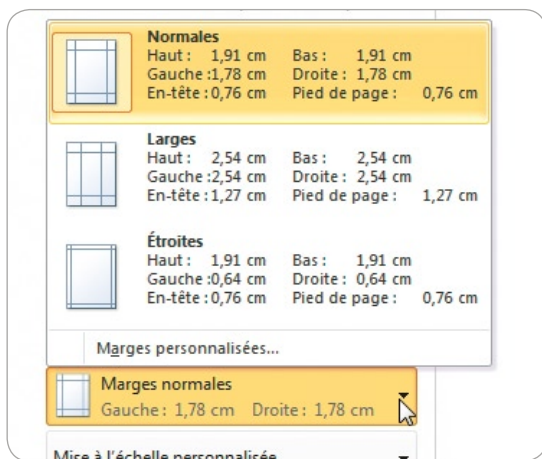 Normales
Haut : 1,91 cm Bas : 1,91 cm
Gauche :1,78 cm Droite : 1,78 cm
En-tête : 0,76 cm Pied de page : 0,76 cm
Larges
Haut : 2,54 cm Bas : 2,54 cm
Gauche :2,54 cm Droite : 2,54 cm
En-tête : 1,27 cm Pied de page : 1,27 cm
Étroites
Haut : 1,91 cm Bas : 1,91 cm
Gauche :0,64 cm Droite : 0,64 cm
En-tête : 0,76 cm Pied de page : 0,76 cm
Marges personnalisées...
Marges normales
Gauche : 1,78 cm Droite : 1,78 cm
Mise à l'échelle personnalisée